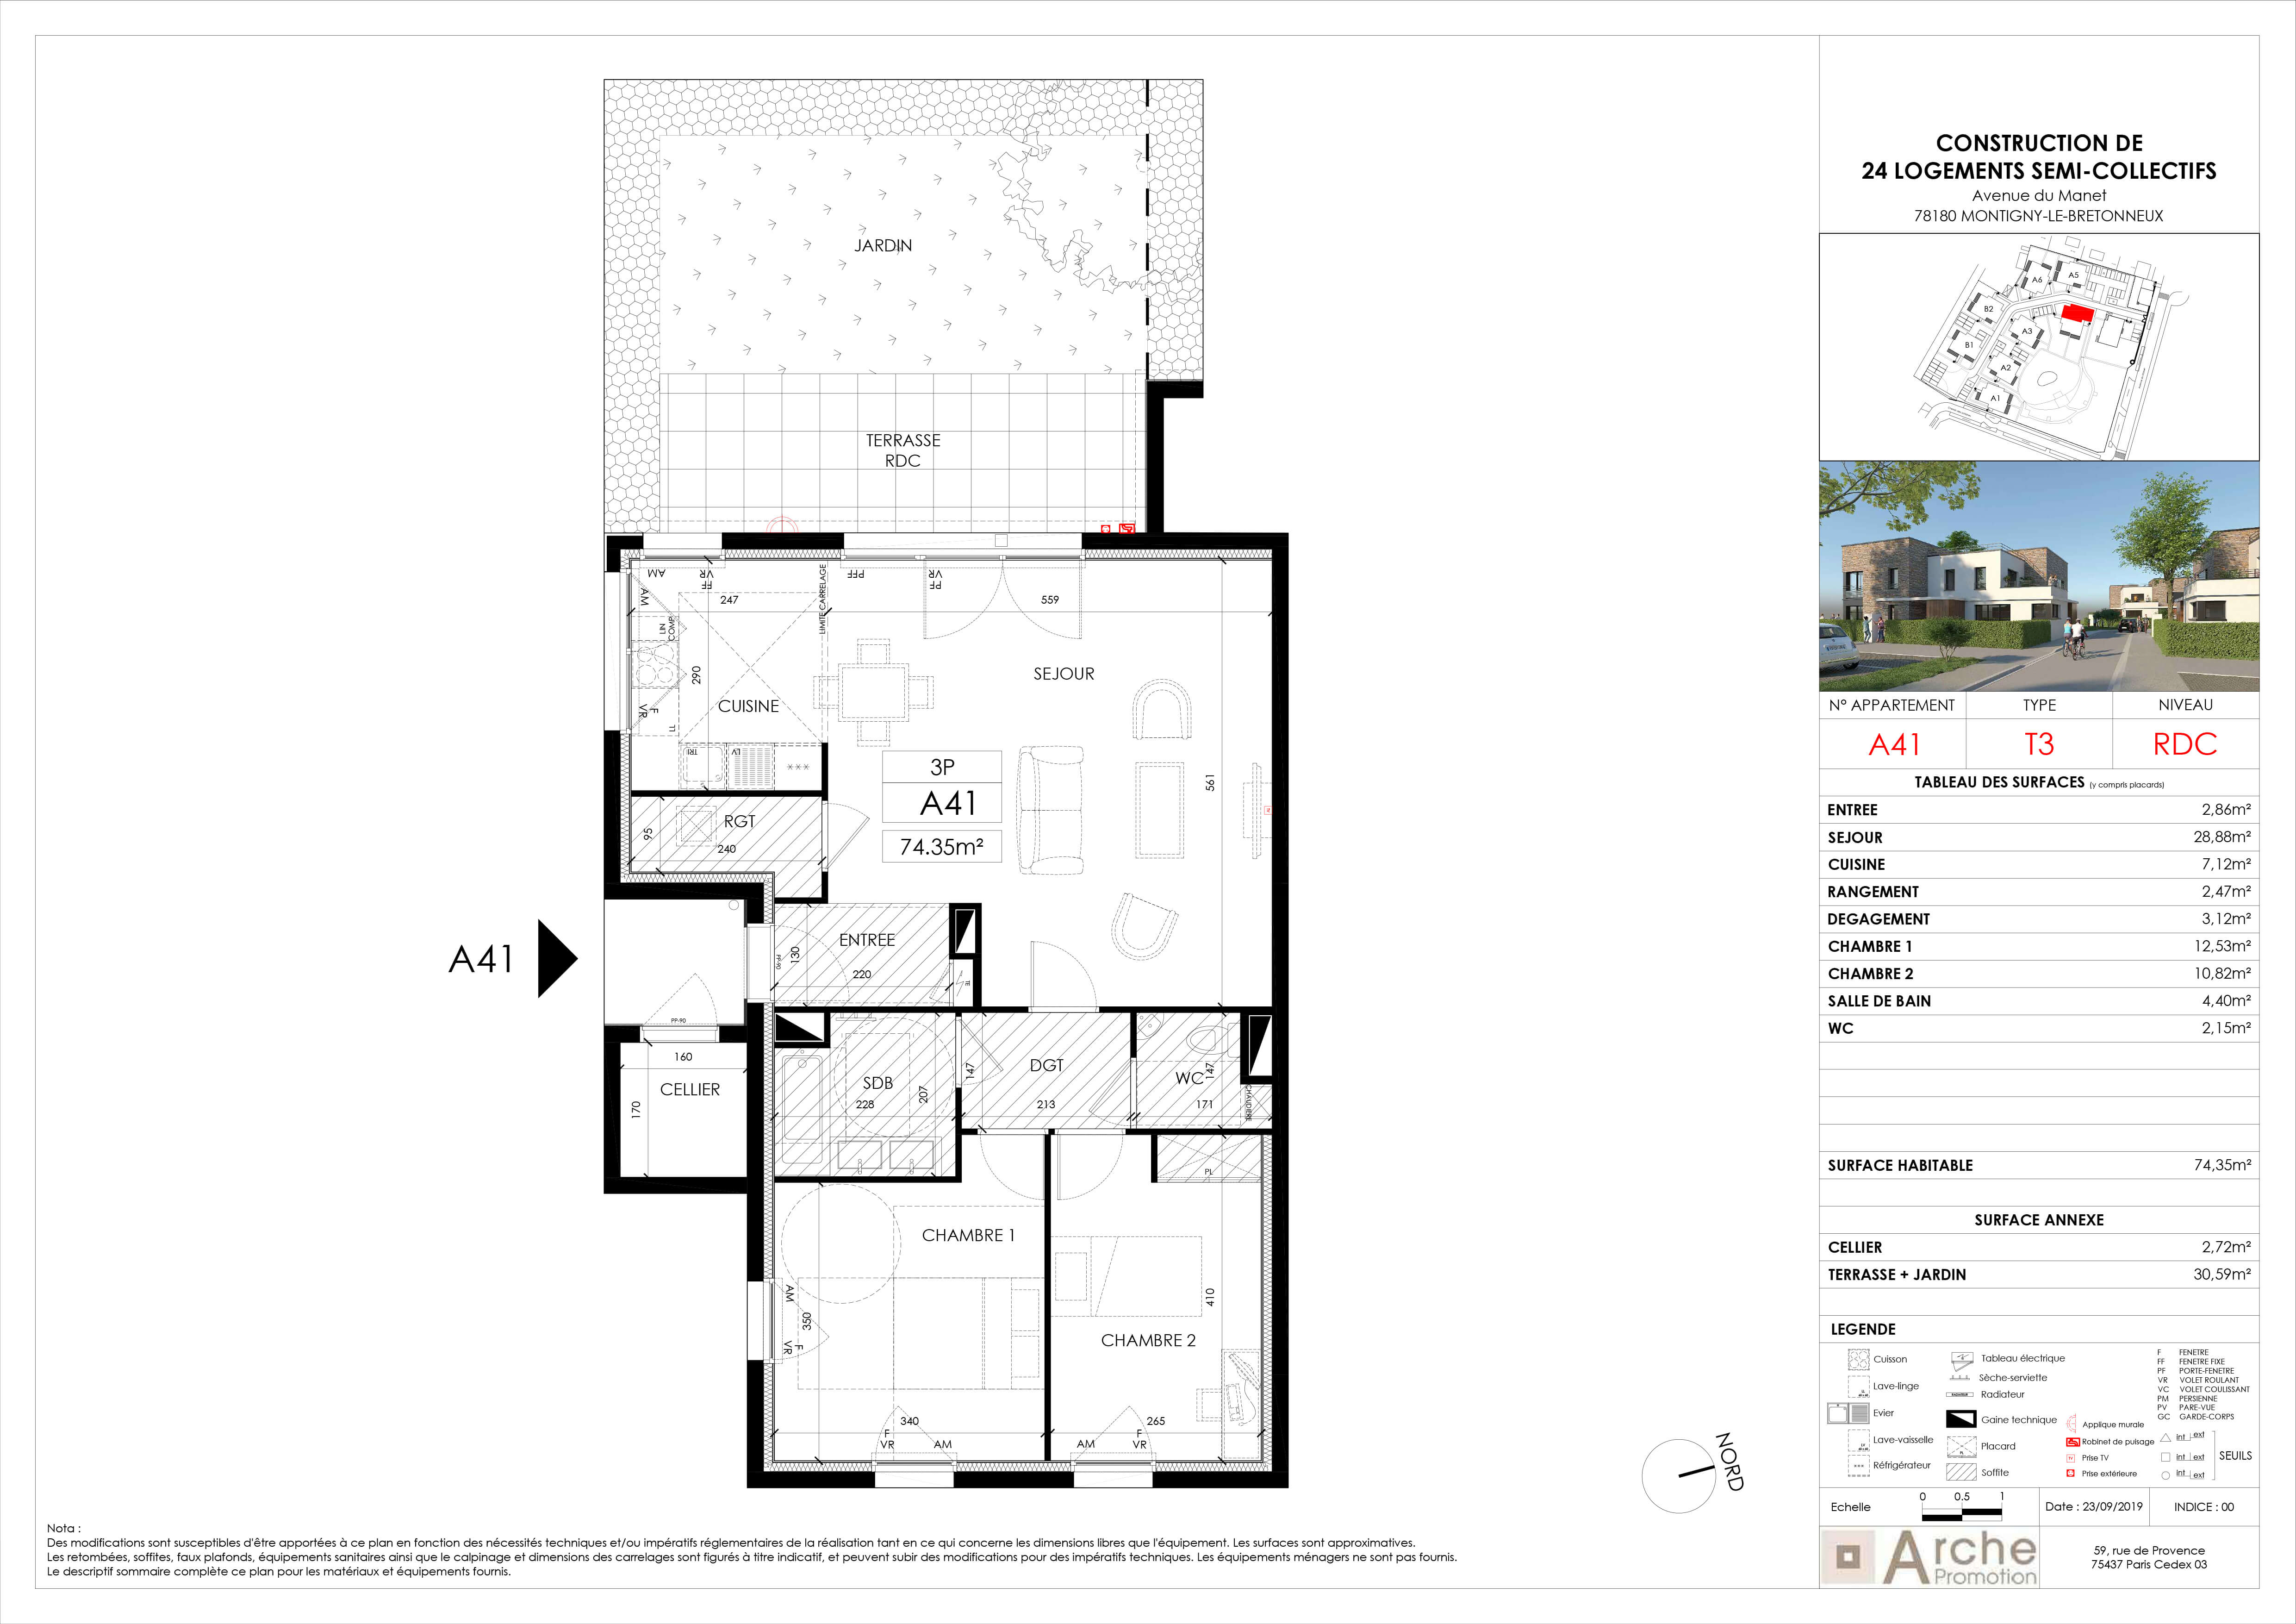 JARDIN
TERRASSE
RDC
AM
VR
FF
PFF
VR
FF
AM
247
LIMITE CARRELAGE
559
LIN
COMP
290
SEJOUR
CUISINE
F
VR
LL
TRI
LV
3P
A41
74.35m²
561
RGT
95
240
A41
ENTREE
130
PP-90
220
TE
PP-90
160
CELLIER
170
SDB
228
207
147
DGT
213
WC
147
171
CHAUDIERE
PL
CHAMBRE 1
AM
350
F
VR
410
CHAMBRE 2
340
F
VR
AM
265
AM
F
VR
NORD
Nota :
Des modifications sont susceptibles d'être apportées à ce plan en fonction des nécessités techniques et/ou impératifs réglementaires de la réalisation tant en ce qui concerne les dimensions libres que l'équipement. Les surfaces sont approximatives.
Les retombées, soffites, faux plafonds, équipements sanitaires ainsi que le calpinage et dimensions des carrelages sont figurés à titre indicatif, et peuvent subir des modifications pour des impératifs techniques. Les équipements ménagers ne sont pas fournis.
Le descriptif sommaire complète ce plan pour les matériaux et équipements fournis.
CONSTRUCTION DE
24 LOGEMENTS SEMI-COLLECTIFS
Avenue du Manet
78180 MONTIGNY-LE-BRETONNEUX
A6
A5
B2
A3
B1
A2
A1
N° APPARTEMENT TYPE NIVEAU
A41 T3 RDC
TABLEAU DES SURFACES (y compris placards)
ENTREE 2,86m²
SEJOUR 28,88m²
CUISINE 7,12m²
RANGEMENT 2,47m²
DEGAGEMENT 3,12m²
CHAMBRE 1 12,53m²
CHAMBRE 2 10,82m²
SALLE DE BAIN 4,40m²
WC 2,15m²
SURFACE HABITABLE 74,35m²
SURFACE ANNEXE
CELLIER 2,72m²
TERRASSE + JARDIN 30,59m²
LEGENDE
Cuisson
Lave-linge
Evier
Lave-vaisselle
Réfrigérateur
Tableau électrique
Sèche-serviette
Radiateur
Gaine technique
Placard
Soffite
Applique murale
Robinet de puisage
Prise TV
Prise extérieure
F FENETRE
FF FENETRE FIXE
PF PORTE-FENETRE
VR VOLET ROULANT
VC VOLET COULISSANT
PM PERSIENNE
PV PARE-VUE
GC GARDE-CORPS
int ext
int ext
int ext
SEUILS
Echelle
0 0.5 1
Date : 23/09/2019
INDICE : 00
Arche
Promotion
59, rue de Provence
75437 Paris Cedex 03